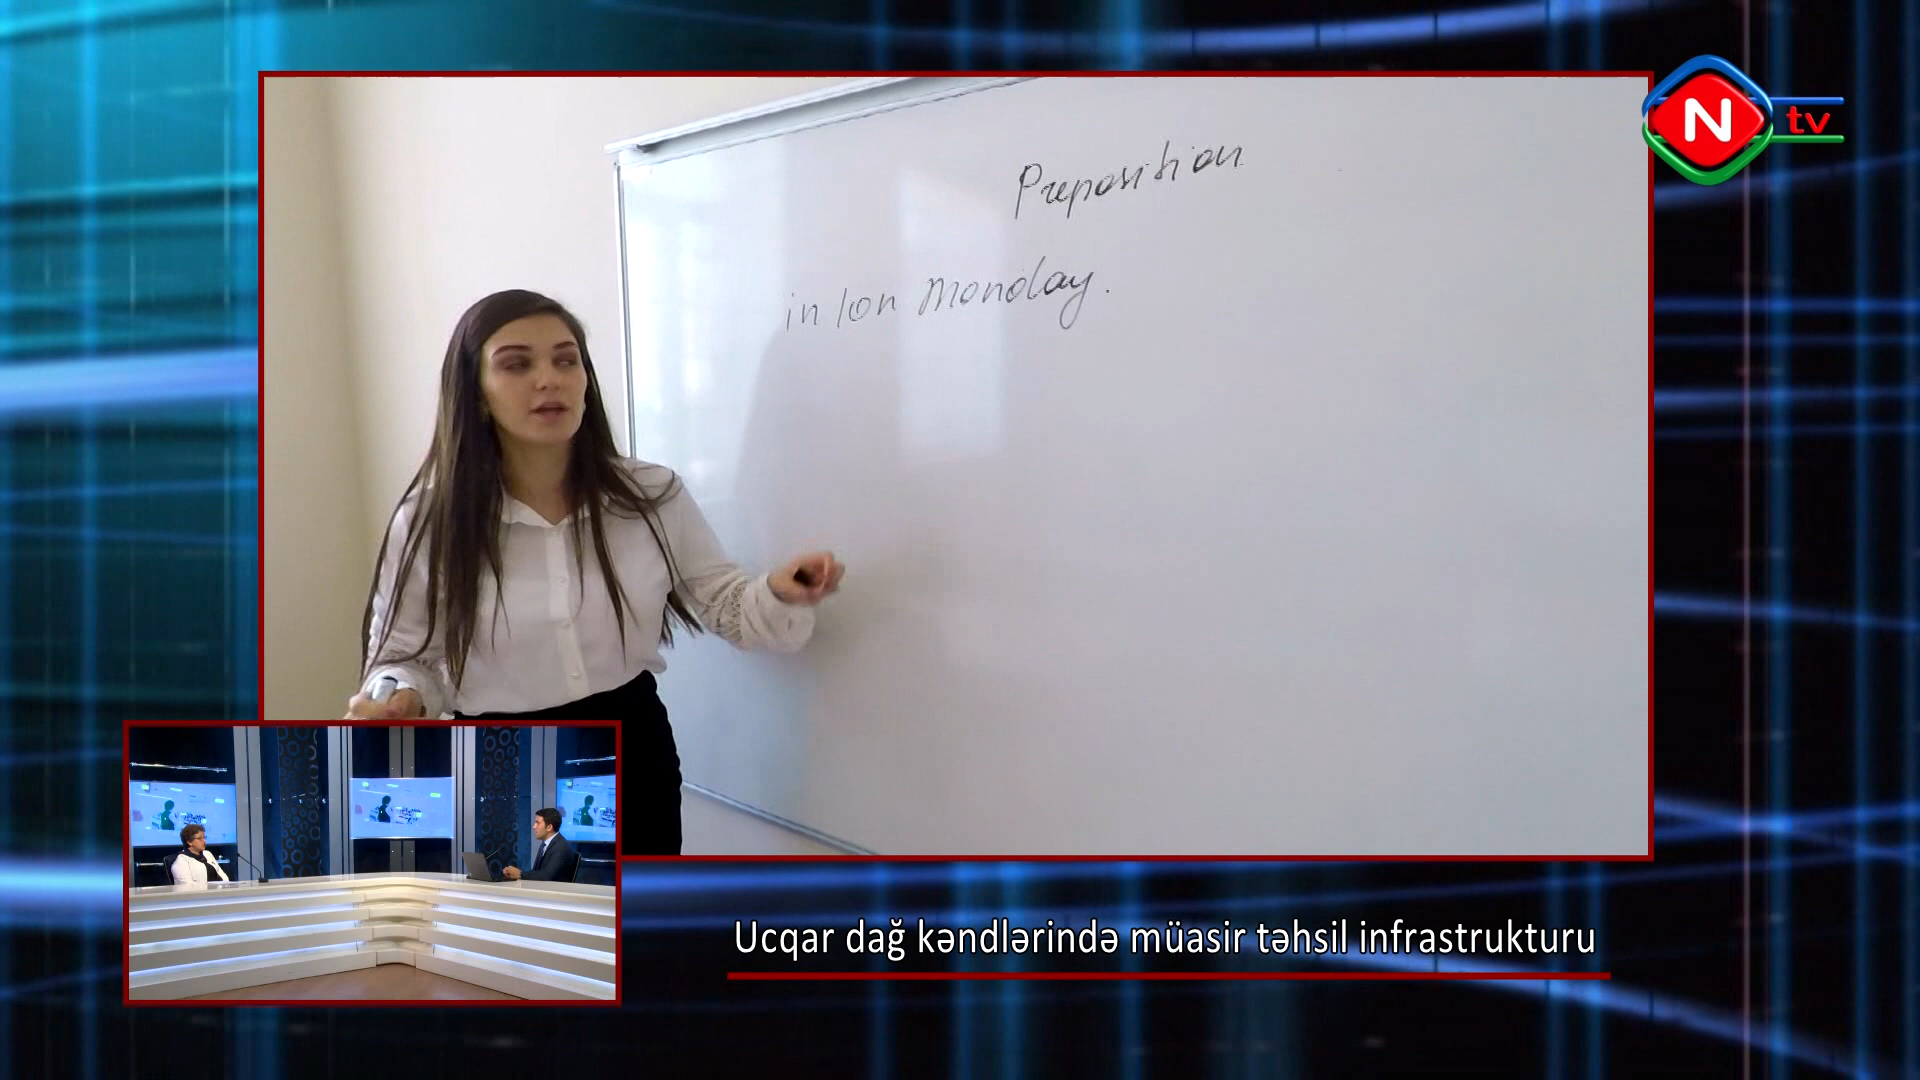 Preposition
in/on Monday.
N tv
Ucqar dağ kəndlərində müasir təhsil infrastrukturu